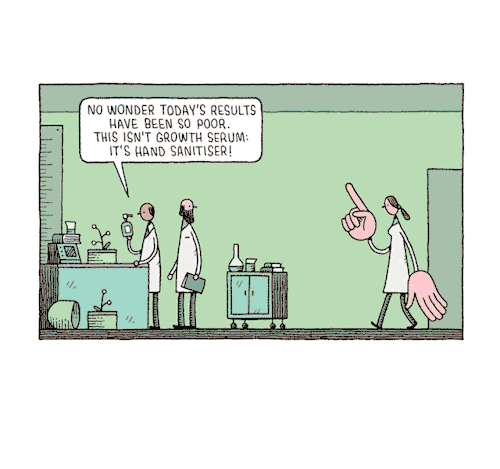 NO WONDER TODAY'S RESULTS
HAVE BEEN SO POOR.
THIS ISN'T GROWTH SERUM:
IT'S HAND SANITISER!